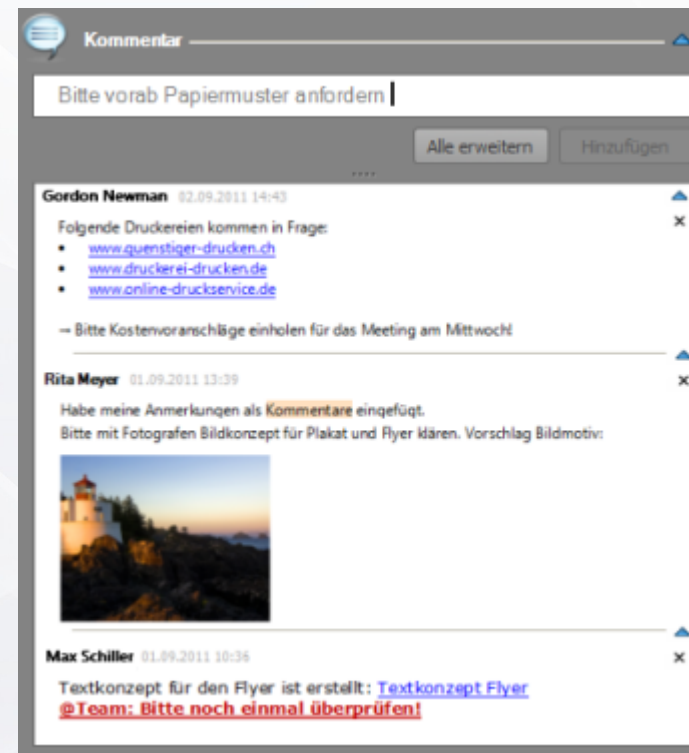 Kommentar
Bitte vorab Papiermuster anfordern
Alle erweitern Hinzufügen
Gordon Newman 02.09.2011 14:43
Folgende Druckereien kommen in Frage:
• www.guenstiger-drucken.ch
• www.druckerei-drucken.de
• www.online-druckservice.de
→ Bitte Kostenvoranschläge einholen für das Meeting am Mittwoch!
Rita Meyer 01.09.2011 13:39
Habe meine Anmerkungen als Kommentare eingefügt.
Bitte mit Fotografen Bildkonzept für Plakat und Flyer klären. Vorschlag Bildmotiv:
Max Schiller 01.09.2011 10:36
Textkonzept für den Flyer ist erstellt: Textkonzept Flyer
@Team: Bitte noch einmal überprüfen!